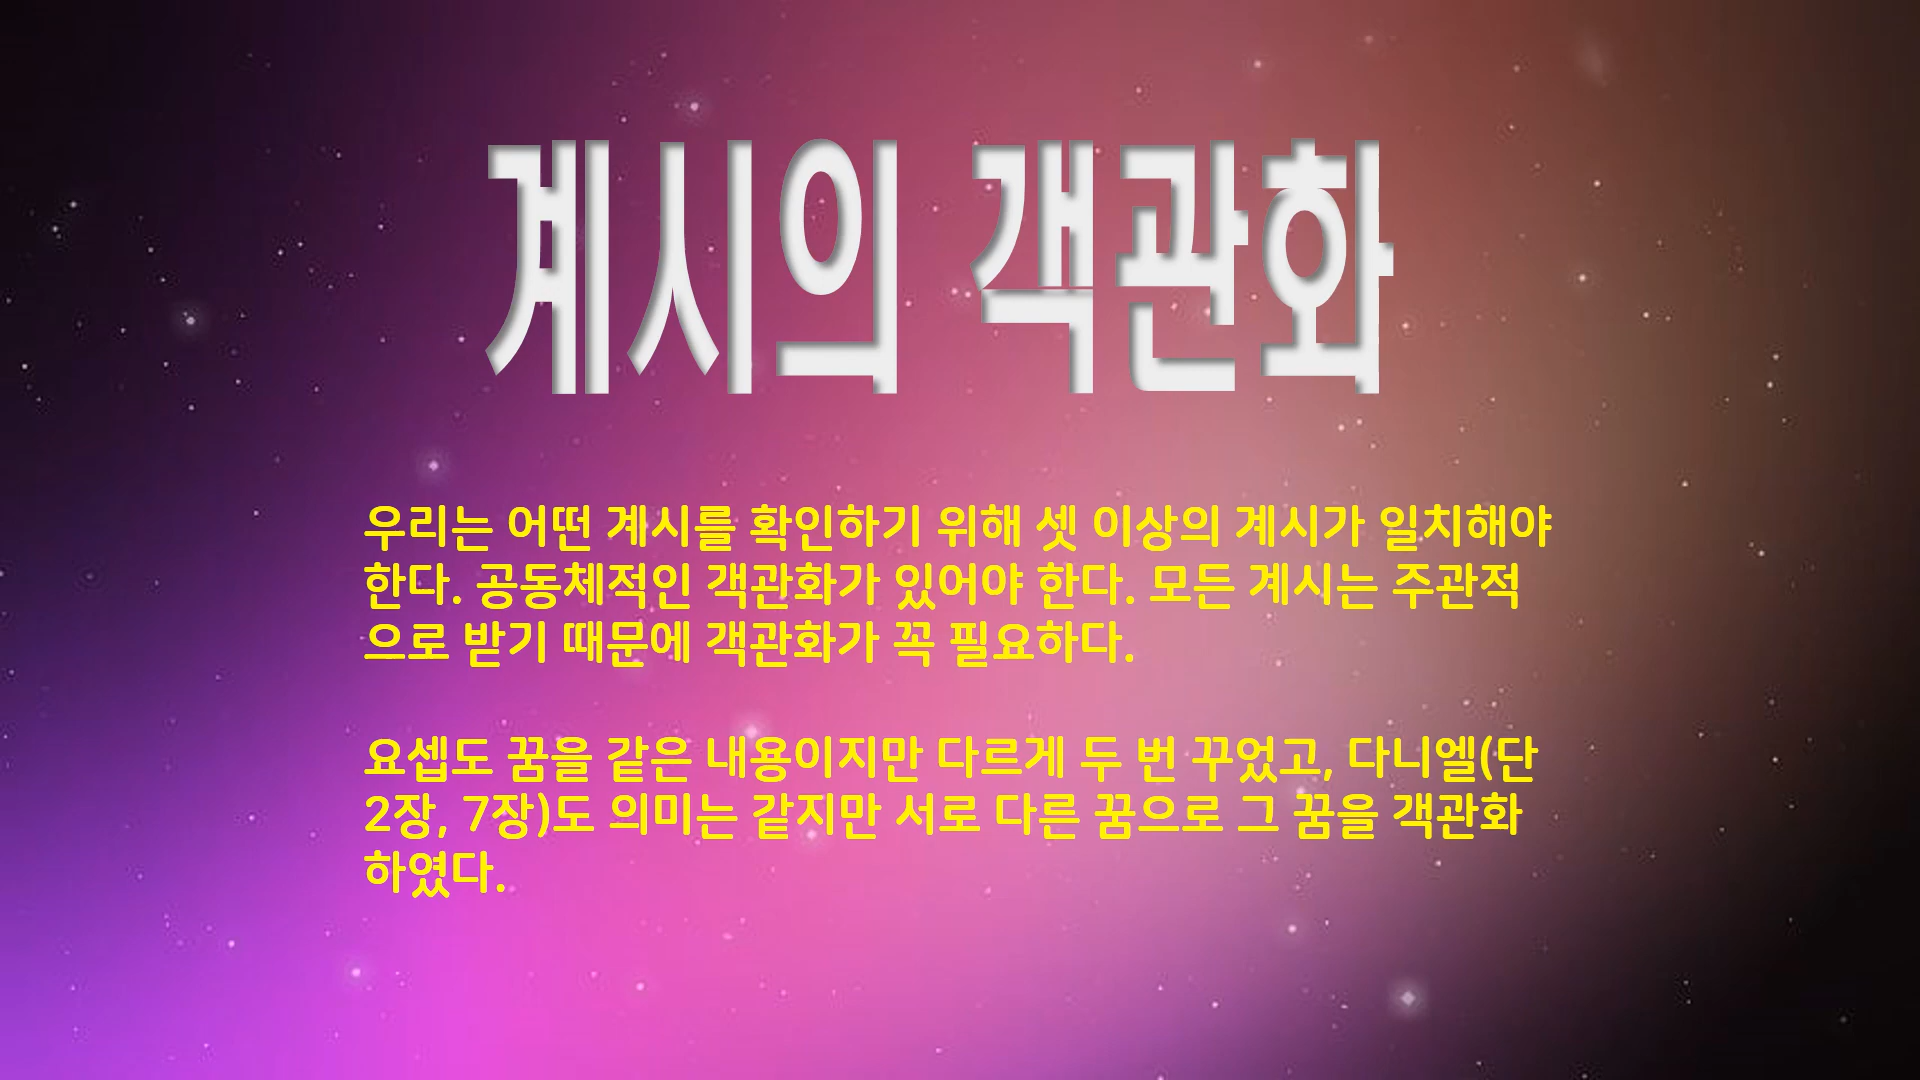 계시의 객관화
우리는 어떤 계시를 확인하기 위해 셋 이상의 계시가 일치해야
한다. 공동체적인 객관화가 있어야 한다. 모든 계시는 주관적
으로 받기 때문에 객관화가 꼭 필요하다.
요셉도 꿈을 같은 내용이지만 다르게 두 번 꾸었고, 다니엘(단
2장, 7장)도 의미는 같지만 서로 다른 꿈으로 그 꿈을 객관화
하였다.